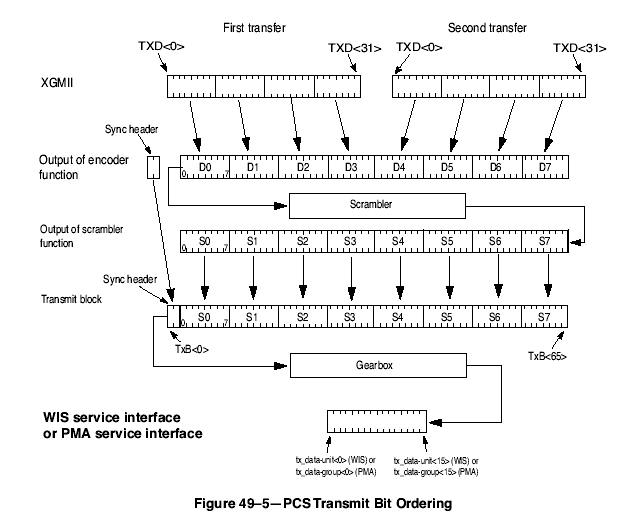 First transfer
Second transfer
TXD<0>
TXD<31>
TXD<0>
TXD<31>
XGMII
Sync header
Output of encoder
function
D0
D1
D2
D3
D4
D5
D6
D7
0
7
Scrambler
Output of scrambler
function
S0
S1
S2
S3
S4
S5
S6
S7
0
7
Sync header
Transmit block
S0
S1
S2
S3
S4
S5
S6
S7
0
7
TxB<0>
TxB<65>
Gearbox
WIS service interface
or PMA service interface
tx_data-unit<0> (WIS) or
tx_data-group<0> (PMA)
tx_data-unit<15> (WIS) or
tx_data-group<15> (PMA)
Figure 49–5—PCS Transmit Bit Ordering